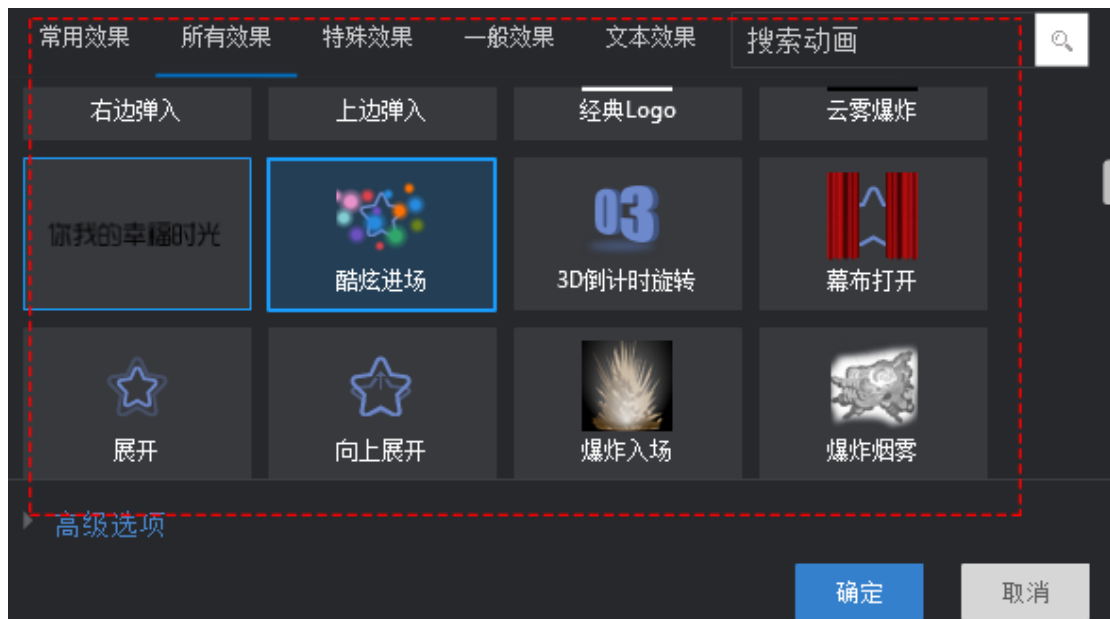 常用效果 所有效果 特殊效果 一般效果 文本效果 搜索动画
右边弹入 上边弹入 经典Logo 云雾爆炸
03
你我的幸福时光
酷炫进场 3D倒计时旋转 幕布打开
展开 向上展开 爆炸入场 爆炸烟雾
高级选项
确定 取消